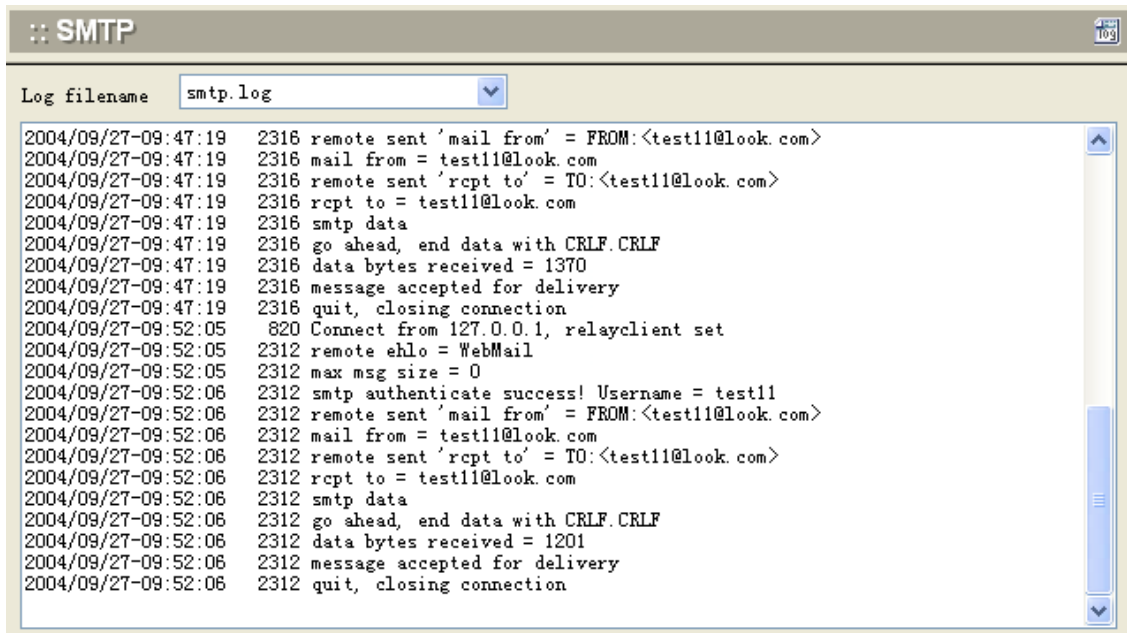 :: SMTP
log
Log filename smtp.log
2004/09/27-09:47:19 2316 remote sent 'mail from' = FROM:<test11@look.com>
2004/09/27-09:47:19 2316 mail from = test11@look.com
2004/09/27-09:47:19 2316 remote sent 'rcpt to' = TO:<test11@look.com>
2004/09/27-09:47:19 2316 rcpt to = test11@look.com
2004/09/27-09:47:19 2316 smtp data
2004/09/27-09:47:19 2316 go ahead, end data with CRLF.CRLF
2004/09/27-09:47:19 2316 data bytes received = 1370
2004/09/27-09:47:19 2316 message accepted for delivery
2004/09/27-09:47:19 2316 quit, closing connection
2004/09/27-09:52:05 820 Connect from 127.0.0.1, relayclient set
2004/09/27-09:52:05 2312 remote ehlo = WebMail
2004/09/27-09:52:05 2312 max msg size = 0
2004/09/27-09:52:06 2312 smtp authenticate success! Username = test11
2004/09/27-09:52:06 2312 remote sent 'mail from' = FROM:<test11@look.com>
2004/09/27-09:52:06 2312 mail from = test11@look.com
2004/09/27-09:52:06 2312 remote sent 'rcpt to' = TO:<test11@look.com>
2004/09/27-09:52:06 2312 rcpt to = test11@look.com
2004/09/27-09:52:06 2312 smtp data
2004/09/27-09:52:06 2312 go ahead, end data with CRLF.CRLF
2004/09/27-09:52:06 2312 data bytes received = 1201
2004/09/27-09:52:06 2312 message accepted for delivery
2004/09/27-09:52:06 2312 quit, closing connection